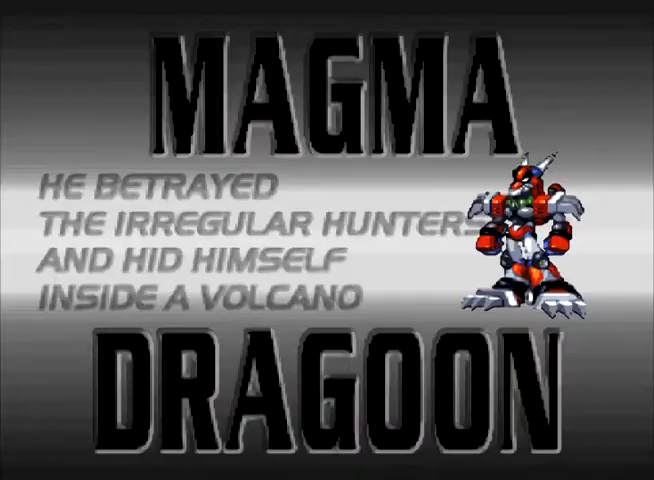 MAGMA
HE BETRAYED
THE IRREGULAR HUNTERS
AND HID HIMSELF
INSIDE A VOLCANO
DRAGOON